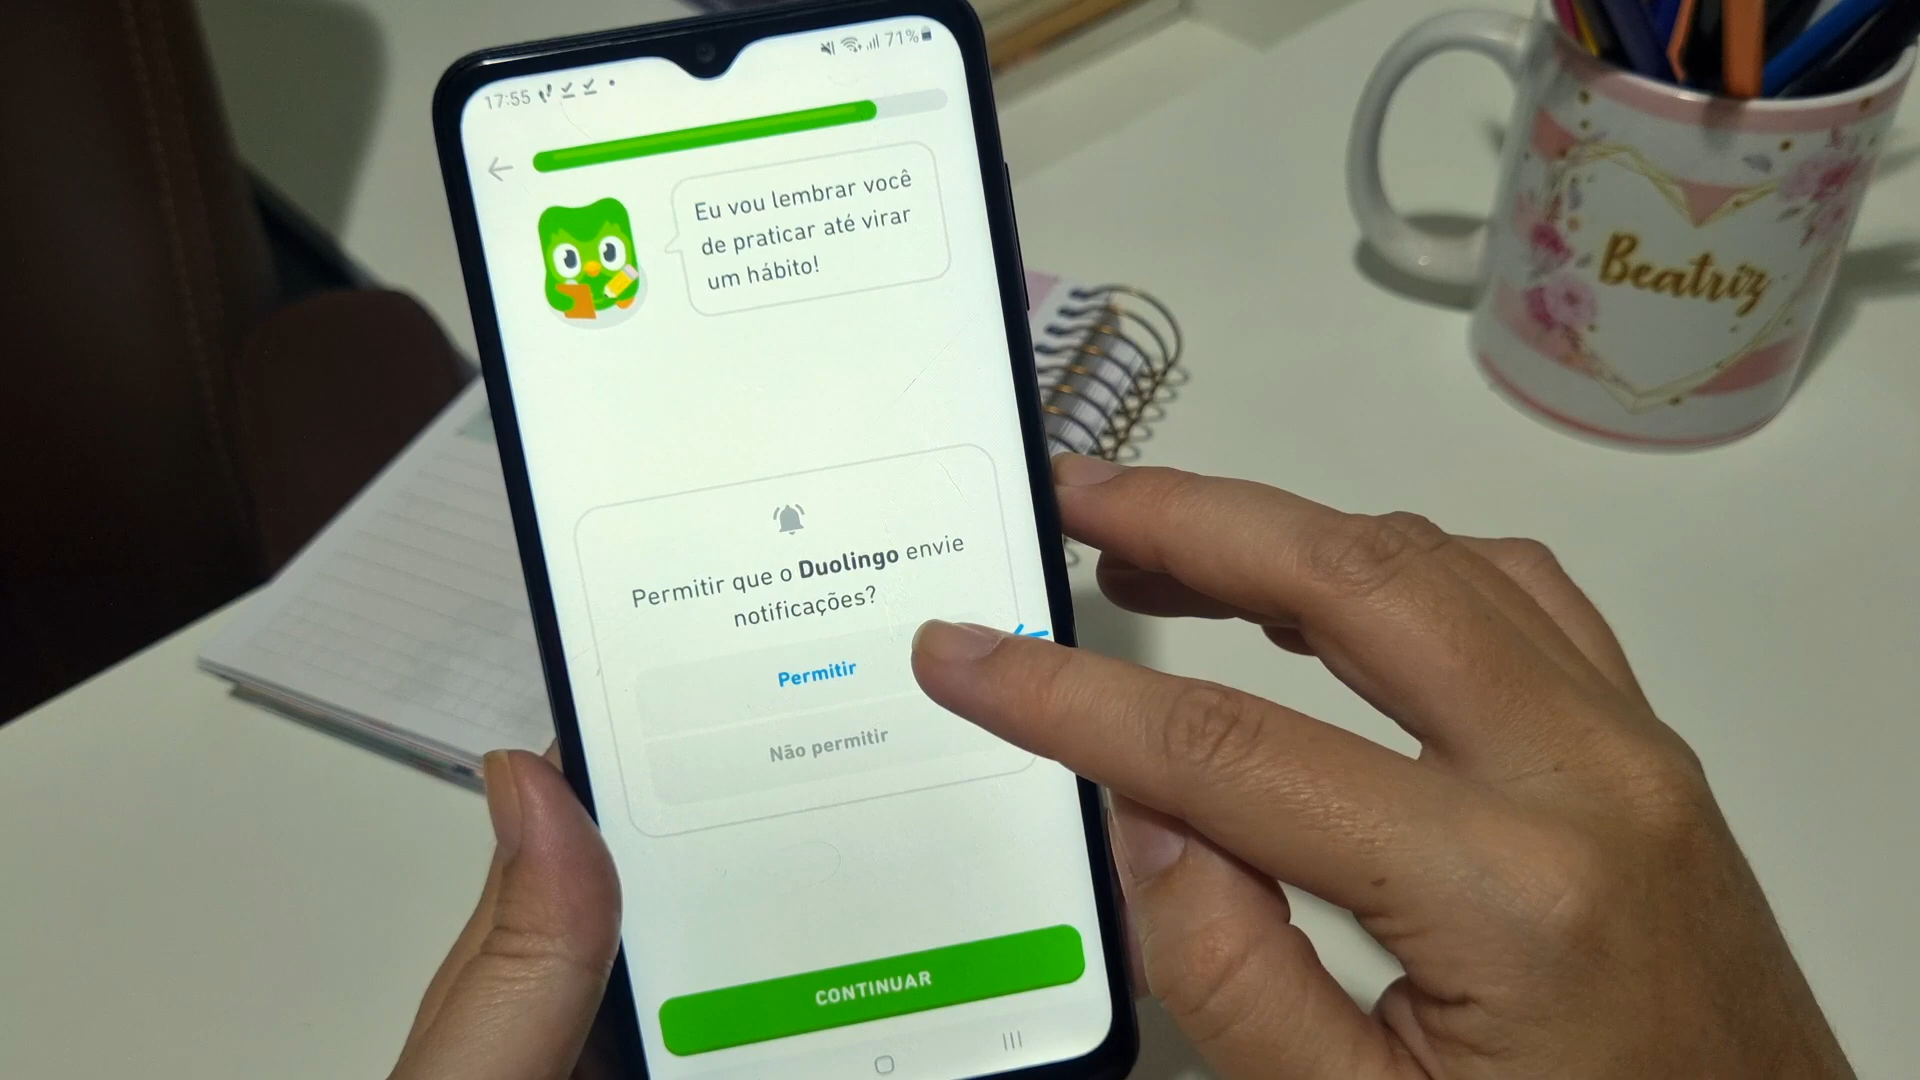 17:55
71%
Eu vou lembrar você
de praticar até virar
um hábito!
Permitir que o Duolingo envie
notificações?
Permitir
Não permitir
CONTINUAR
Beatriz